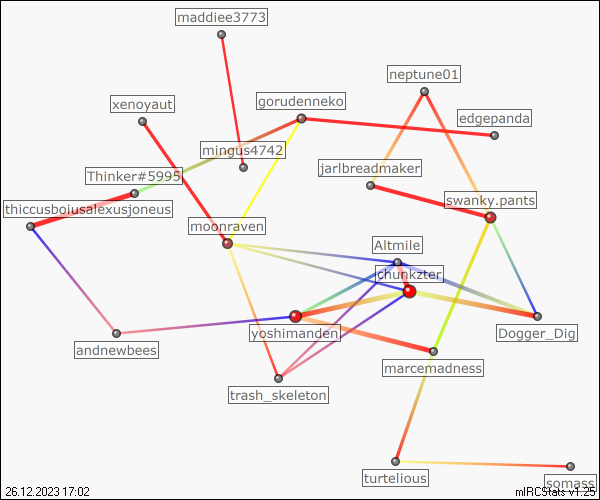 maddiee3773
neptune01
xenoyaut
gorudenneko
edgepanda
mingus4742
jarlbreadmaker
Thinker#5995
swanky.pants
thiccusboiusalexusjoneus
moonraven
Altmile
chunkzter
yoshimanden
Dogger_Dig
andnewbees
marcemadness
trash_skeleton
turtelious
somass
26.12.2023 17:02
mIRCStats v1.25